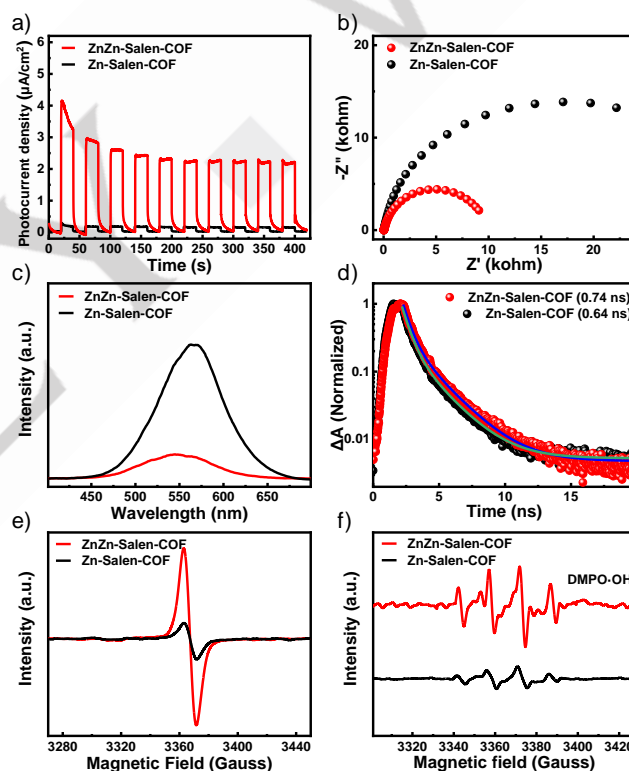 a)
ZnZn-Salen-COF
Zn-Salen-COF
Photocurrent density (μA/cm²)
6
5
4
3
2
1
0
0 50 100 150 200 250 300 350 400
Time (s)
b)
ZnZn-Salen-COF
Zn-Salen-COF
-Z'' (kohm)
20
10
0
0 5 10 15 20
Z' (kohm)
c)
ZnZn-Salen-COF
Zn-Salen-COF
Intensity (a.u.)
450 500 550 600 650
Wavelength (nm)
d)
ZnZn-Salen-COF (0.74 ns)
Zn-Salen-COF (0.64 ns)
ΔA (Normalized)
1
0.1
0.01
0 5 10 15
Time (ns)
e)
ZnZn-Salen-COF
Zn-Salen-COF
Intensity (a.u.)
3280 3360 3440
Magnetic Field (Gauss)
f)
ZnZn-Salen-COF
Zn-Salen-COF
DMPO·OH
Intensity (a.u.)
3320 3340 3360 3380 3400 3420
Magnetic field (Gauss)